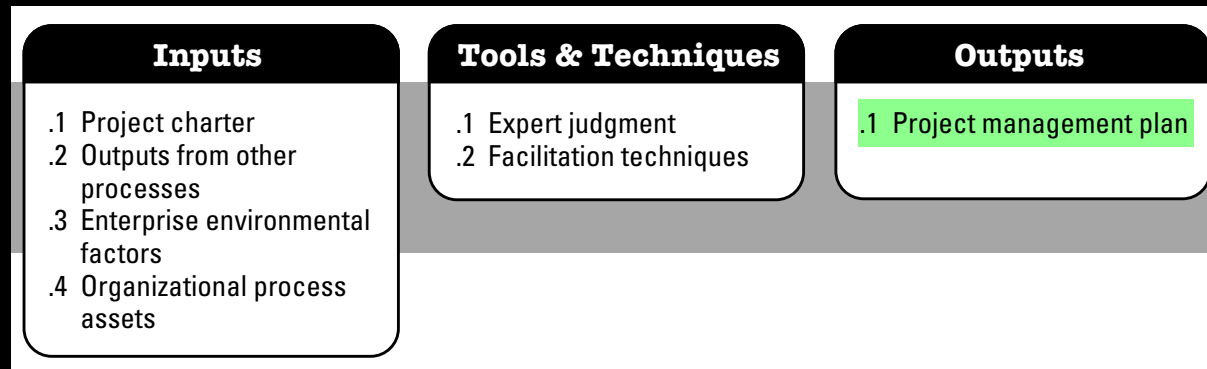 Inputs
.1 Project charter
.2 Outputs from other
processes
.3 Enterprise environmental
factors
.4 Organizational process
assets
Tools & Techniques
.1 Expert judgment
.2 Facilitation techniques
Outputs
.1 Project management plan